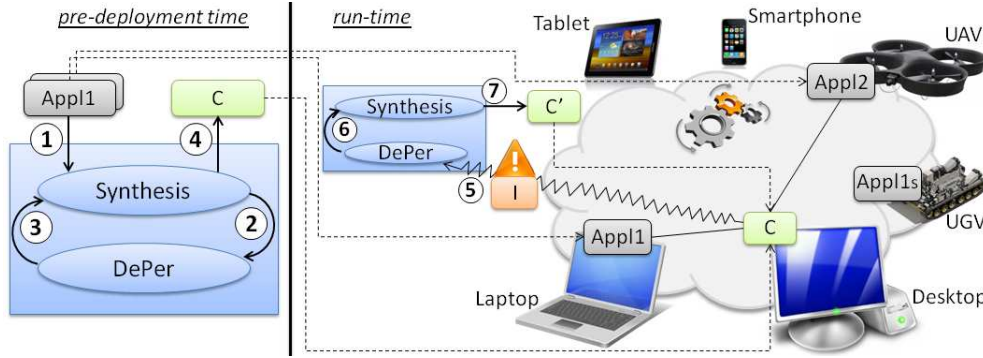 pre-deployment time
run-time
Tablet
Smartphone
UAV
Appl1
C
Appl2
Synthesis
7
C'
1
4
6
DePer
!
5
I
Synthesis
3
2
Appl1s
UGV
DePer
Appl1
C
Laptop
Desktop